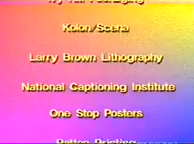 Kolon/Scena
Larry Brown Lithography
National Captioning Institute
One Stop Posters